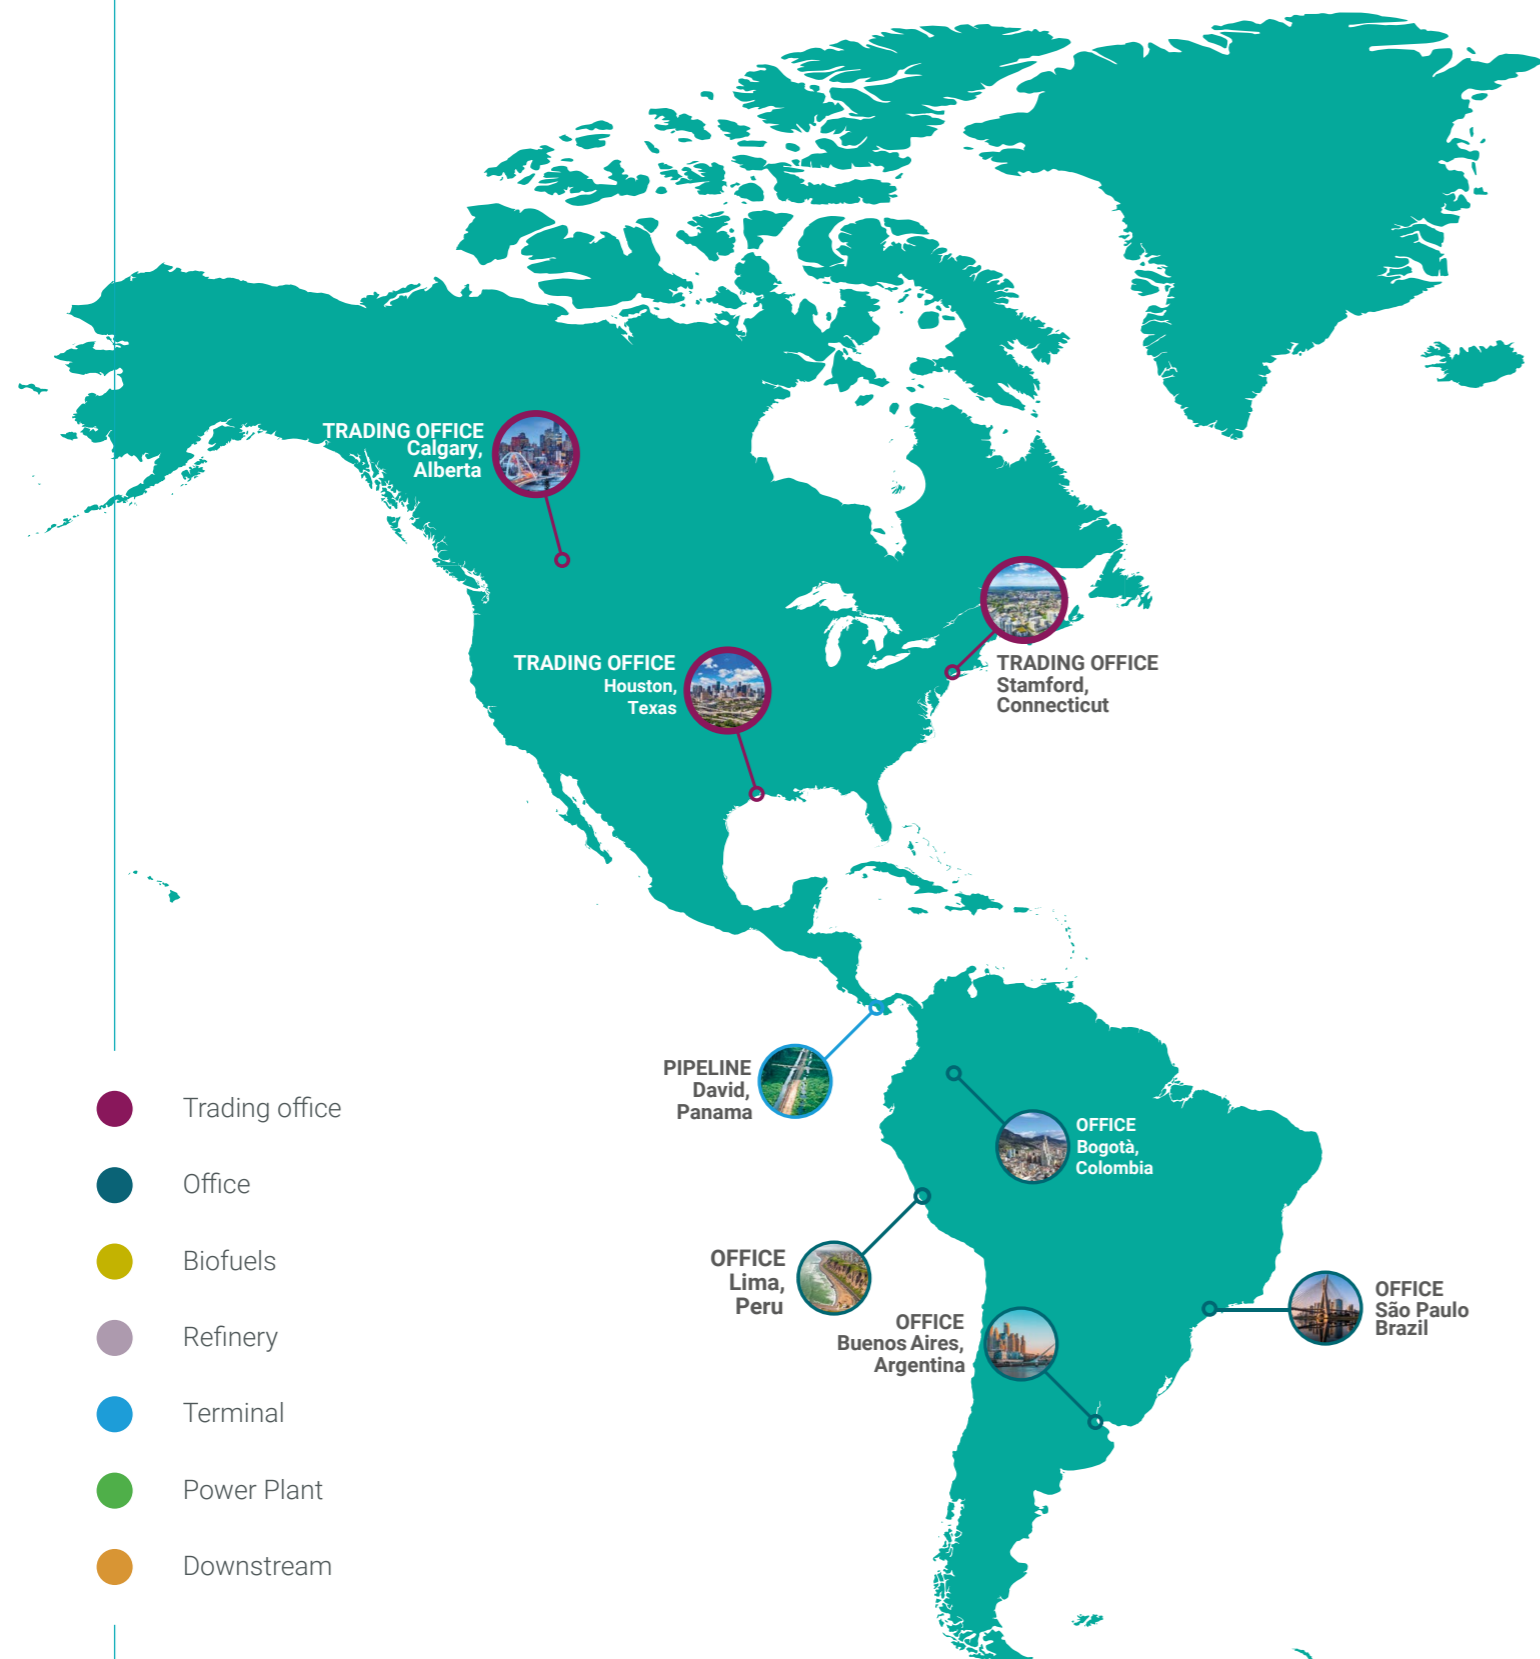 TRADING OFFICE
Calgary,
Alberta
TRADING OFFICE
Stamford,
Connecticut
TRADING OFFICE
Houston,
Texas
PIPELINE
David,
Panama
OFFICE
Bogotà,
Colombia
OFFICE
Lima,
Peru
OFFICE
São Paulo
Brazil
OFFICE
Buenos Aires,
Argentina
Trading office
Office
Biofuels
Refinery
Terminal
Power Plant
Downstream